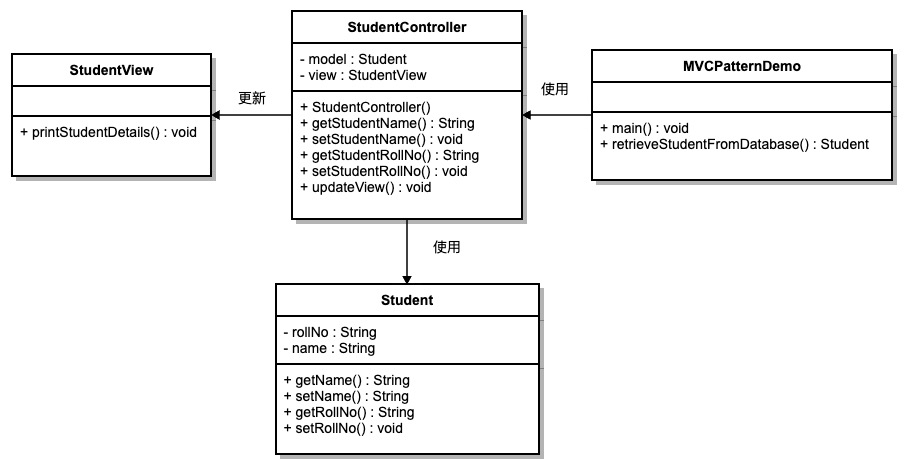 StudentController
- model : Student
- view : StudentView
+ StudentController()
+ getStudentName() : String
+ setStudentName() : void
+ getStudentRollNo() : String
+ setStudentRollNo() : void
+ updateView() : void
StudentView
+ printStudentDetails() : void
更新
使用
MVCPatternDemo
+ main() : void
+ retrieveStudentFromDatabase() : Student
使用
Student
- rollNo : String
- name : String
+ getName() : String
+ setName() : String
+ getRollNo() : String
+ setRollNo() : void